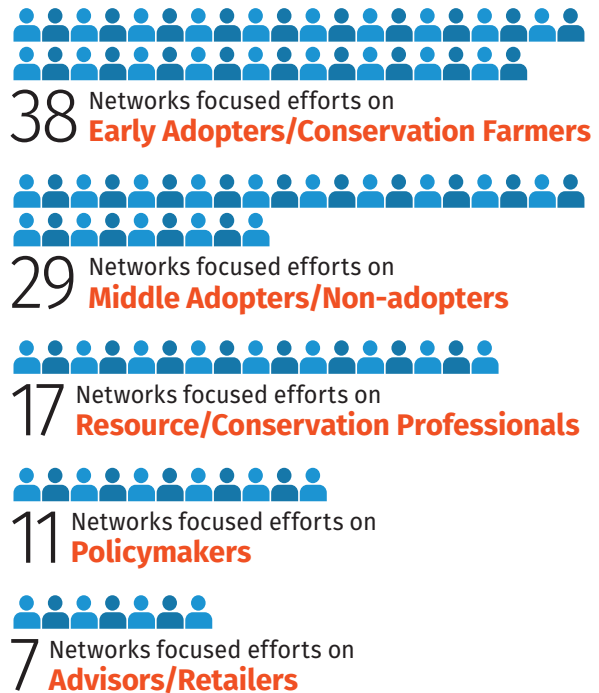 38 Networks focused efforts on
Early Adopters/Conservation Farmers
29 Networks focused efforts on
Middle Adopters/Non-adopters
17 Networks focused efforts on
Resource/Conservation Professionals
11 Networks focused efforts on
Policymakers
7 Networks focused efforts on
Advisors/Retailers